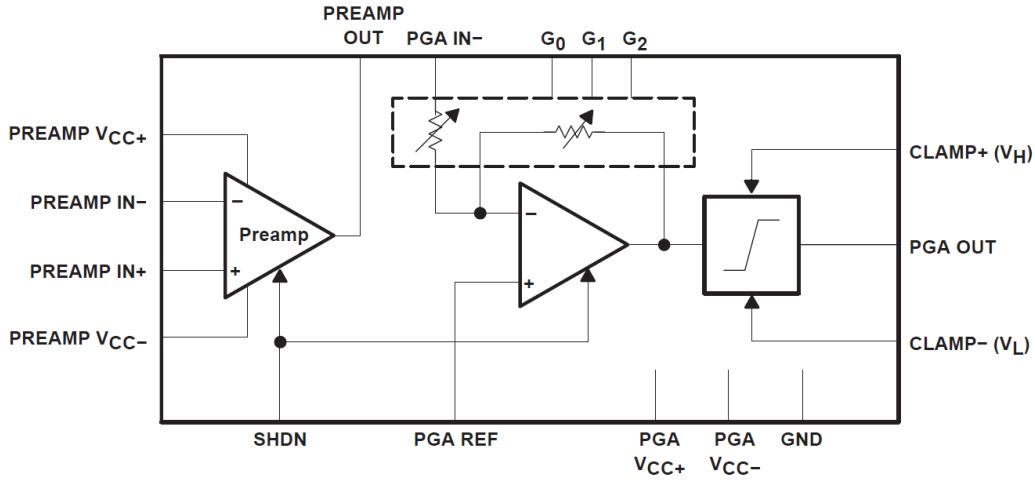 PREAMP
OUT
PGA IN−
G0
G1
G2
PREAMP VCC+
PREAMP IN−
PREAMP IN+
PREAMP VCC−
−
Preamp
+
−
+
CLAMP+ (VH)
PGA OUT
CLAMP− (VL)
SHDN
PGA REF
PGA
VCC+
PGA
VCC−
GND